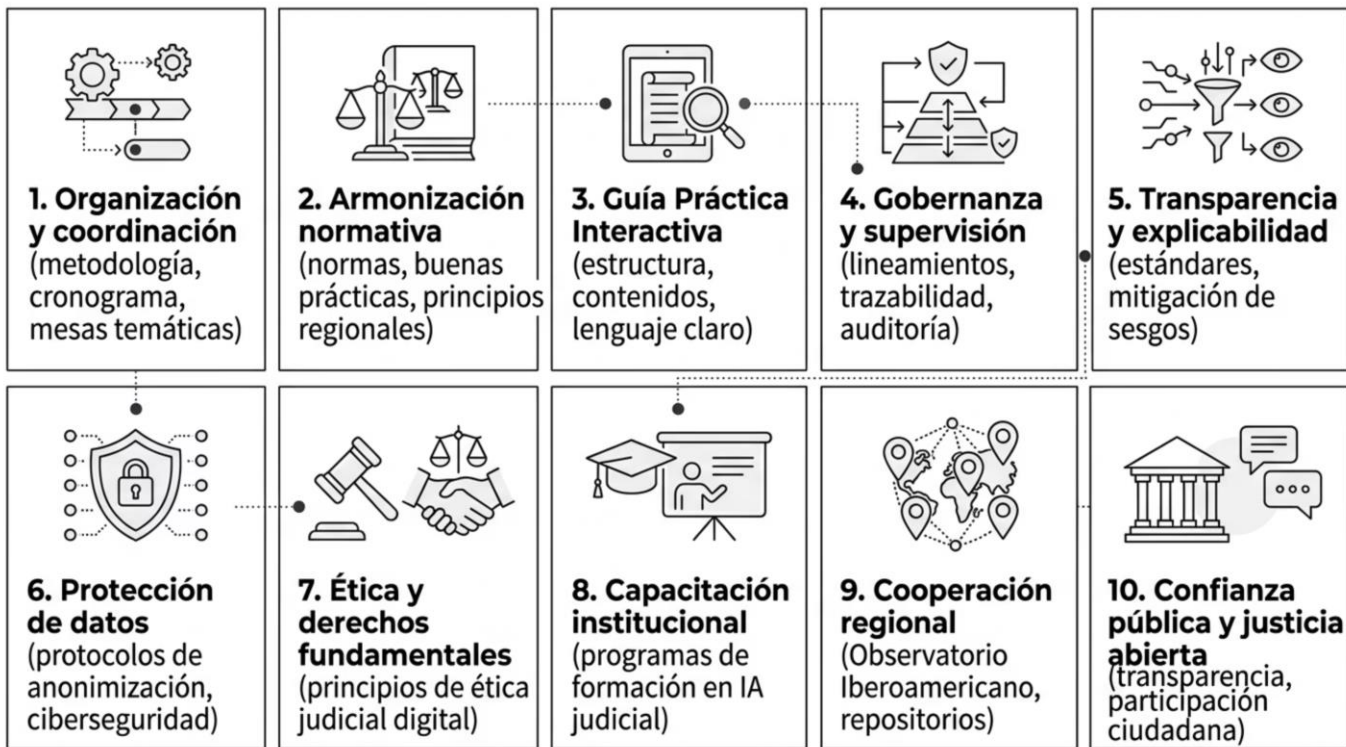 1. Organización
y coordinación
(metodología,
cronograma,
mesas temáticas)
2. Armonización
normativa
(normas, buenas
prácticas, principios
regionales)
3. Guía Práctica
Interactiva
(estructura,
contenidos,
lenguaje claro)
4. Gobernanza
y supervisión
(lineamientos,
trazabilidad,
auditoría)
5. Transparencia
y explicabilidad
(estándares,
mitigación de
sesgos)
6. Protección
de datos
(protocolos de
anonimización,
ciberseguridad)
7. Ética y
derechos
fundamentales
(principios de ética
judicial digital)
8. Capacitación
institucional
(programas de
formación en IA
judicial)
9. Cooperación
regional
(Observatorio
Iberoamericano,
repositorios)
10. Confianza
pública y justicia
abierta
(transparencia,
participación
ciudadana)